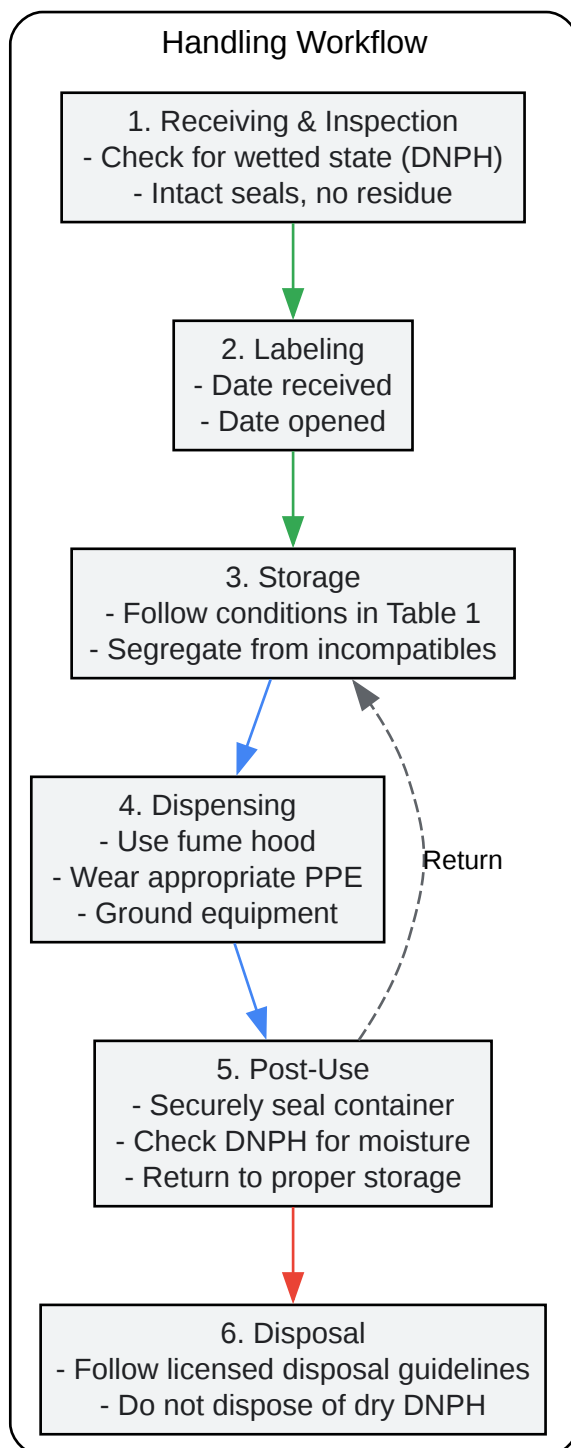 Handling Workflow
1. Receiving & Inspection
- Check for wetted state (DNPH)
- Intact seals, no residue
2. Labeling
- Date received
- Date opened
3. Storage
- Follow conditions in Table 1
- Segregate from incompatibles
4. Dispensing
- Use fume hood
- Wear appropriate PPE
- Ground equipment
Return
5. Post-Use
- Securely seal container
- Check DNPH for moisture
- Return to proper storage
6. Disposal
- Follow licensed disposal guidelines
- Do not dispose of dry DNPH